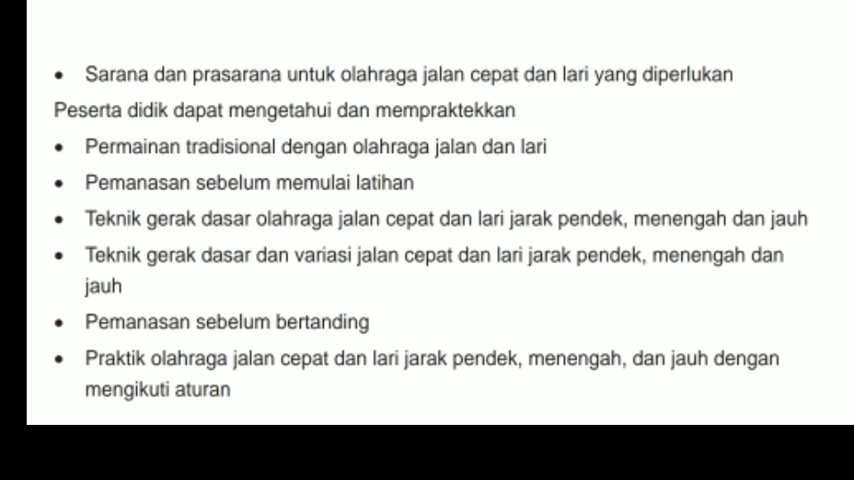 • Sarana dan prasarana untuk olahraga jalan cepat dan lari yang diperlukan
Peserta didik dapat mengetahui dan mempraktekkan
• Permainan tradisional dengan olahraga jalan dan lari
• Pemanasan sebelum memulai latihan
• Teknik gerak dasar olahraga jalan cepat dan lari jarak pendek, menengah dan jauh
• Teknik gerak dasar dan variasi jalan cepat dan lari jarak pendek, menengah dan
jauh
• Pemanasan sebelum bertanding
• Praktik olahraga jalan cepat dan lari jarak pendek, menengah, dan jauh dengan
mengikuti aturan